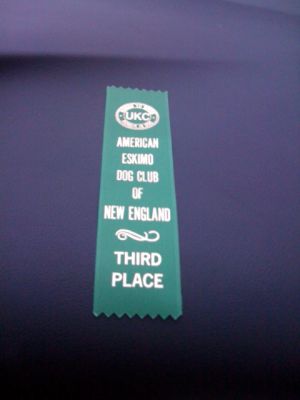 UKC
AMERICAN
ESKIMO
DOG CLUB
OF
NEW ENGLAND
THIRD
PLACE